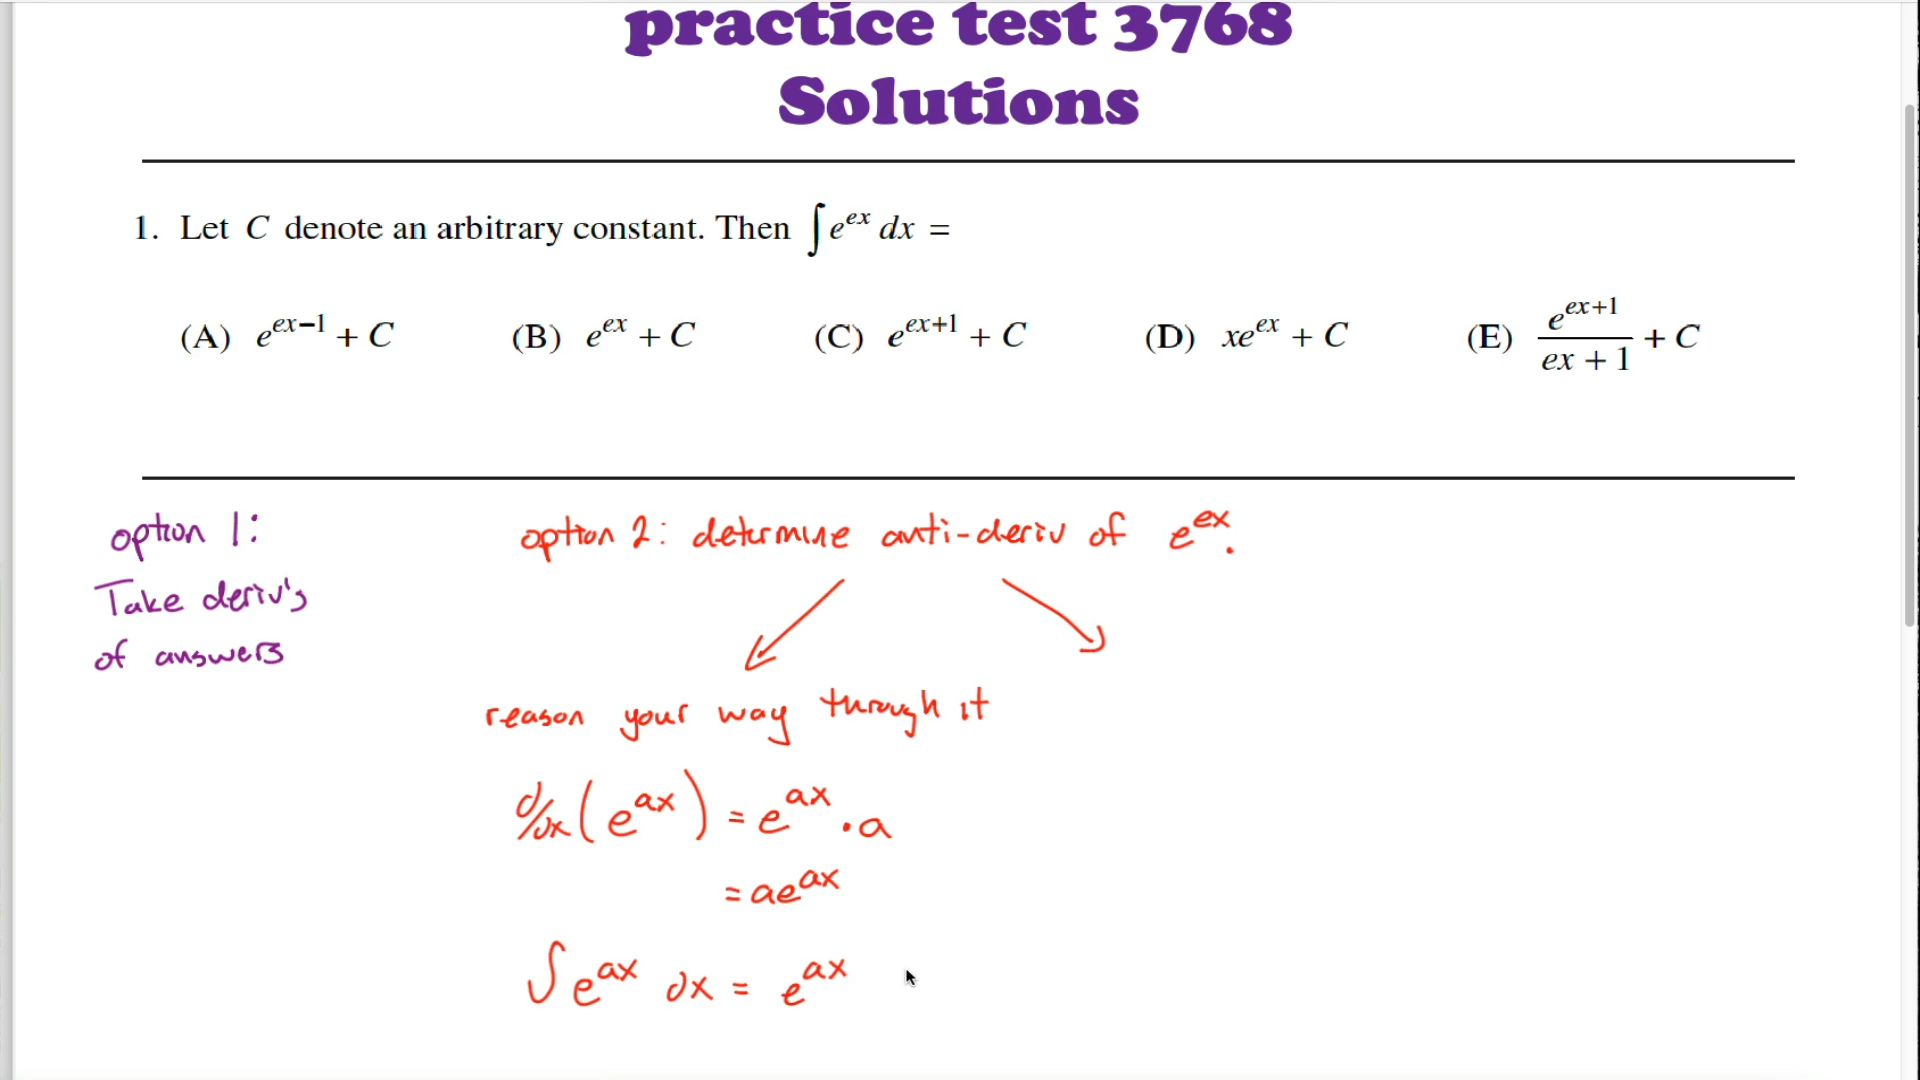 practice test 3768
Solutions
1. Let C denote an arbitrary constant. Then ∫ e^{ex} dx =
(A) e^{ex−1} + C (B) e^{ex} + C (C) e^{ex+1} + C (D) xe^{ex} + C (E) \frac{e^{ex+1}}{ex + 1} + C
option 1:
Take deriv's
of answers
option 2: determine anti-deriv of e^{ex}.
reason your way through it
d/dx (e^{ax}) = e^{ax} · a
= ae^{ax}
∫ e^{ax} dx = e^{ax}